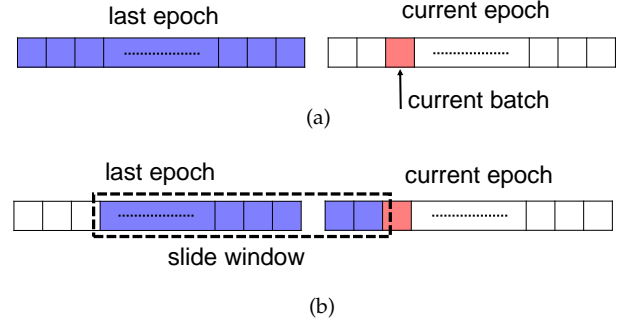 last epoch
current epoch
current batch
(a)
last epoch
current epoch
slide window
(b)